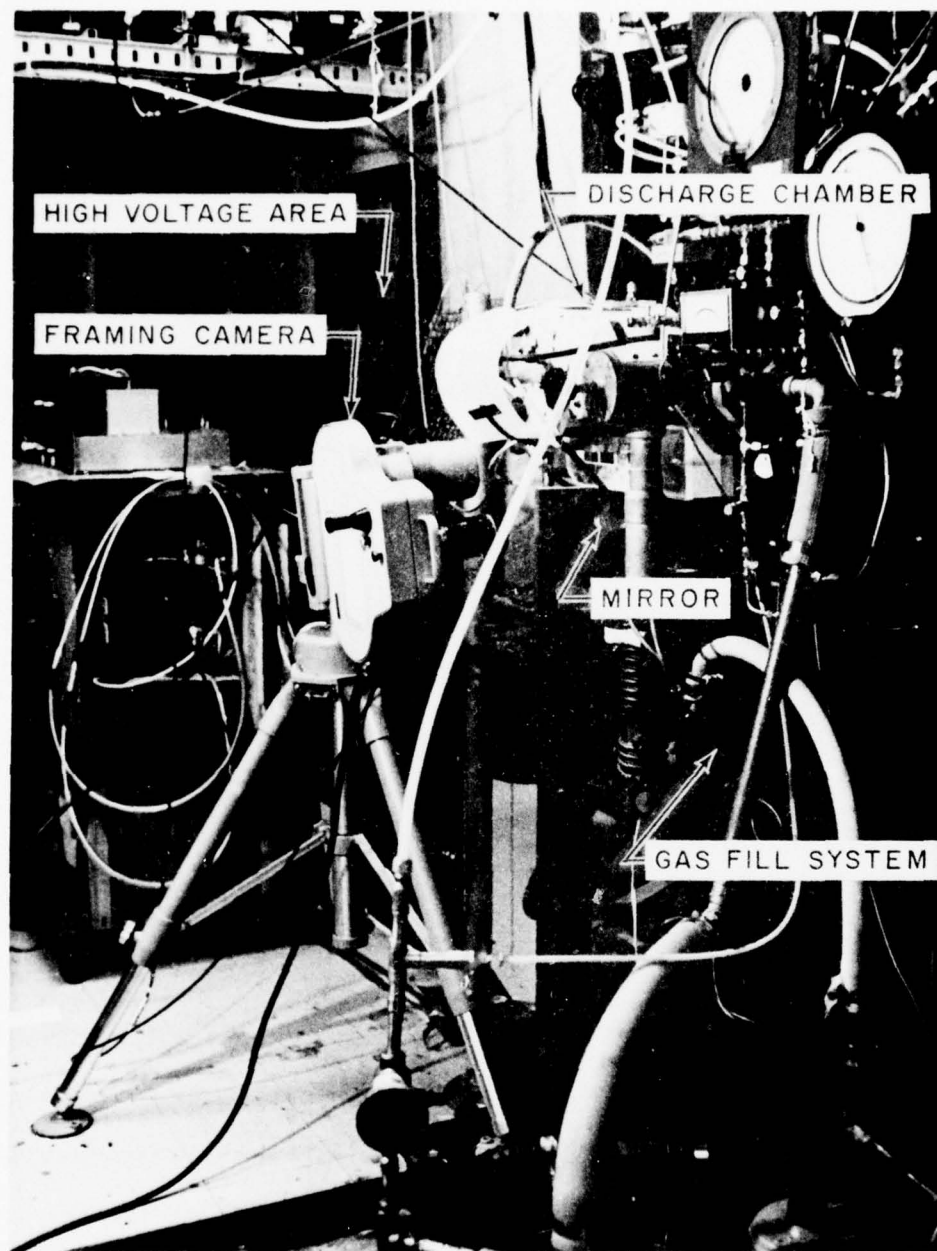 DISCHARGE CHAMBER
HIGH VOLTAGE AREA
FRAMING CAMERA
MIRROR
GAS FILL SYSTEM